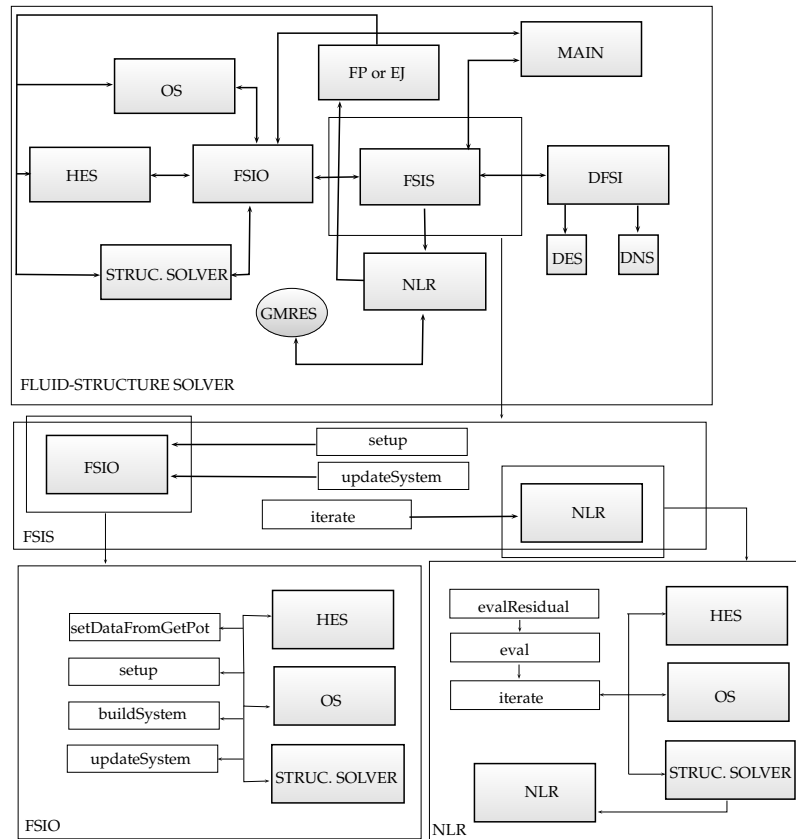 MAIN
FP or EJ
OS
HES
FSIO
FSIS
DFSI
DES
DNS
STRUC. SOLVER
NLR
GMRES
FLUID-STRUCTURE SOLVER
FSIO
setup
updateSystem
iterate
NLR
FSIS
setDataFromGetPot
setup
buildSystem
updateSystem
HES
OS
STRUC. SOLVER
FSIO
evalResidual
eval
iterate
HES
OS
STRUC. SOLVER
NLR
NLR